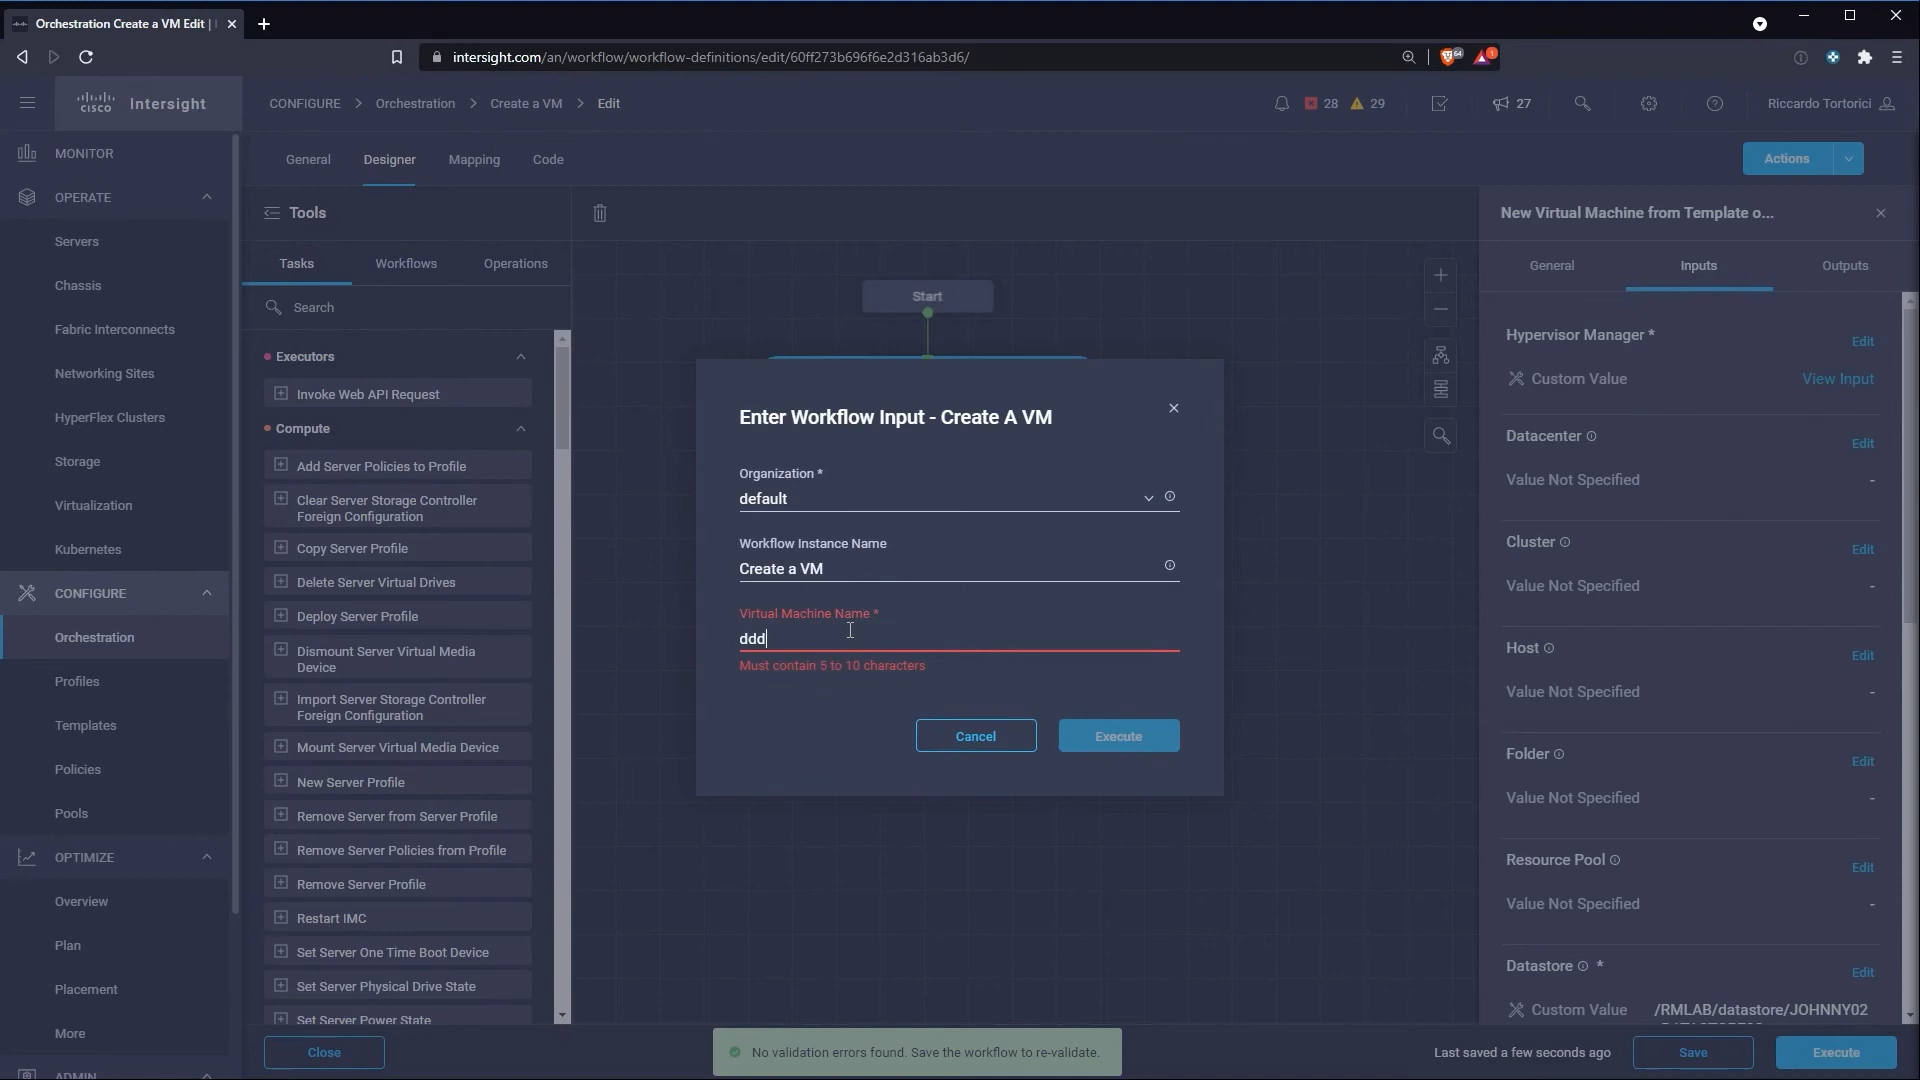 Orchestration Create a VM Edit |
intersight.com/an/workflow/workflow-definitions/edit/60ff273b696f6e2d316ab3d6/
64
1
cisco Intersight
CONFIGURE > Orchestration > Create a VM > Edit
28
29
27
Riccardo Tortorici
MONITOR
OPERATE
Servers
Chassis
Fabric Interconnects
Networking Sites
HyperFlex Clusters
Storage
Virtualization
Kubernetes
CONFIGURE
Orchestration
Profiles
Templates
Policies
Pools
OPTIMIZE
Overview
Plan
Placement
More
ADMIN
General
Designer
Mapping
Code
Actions
Tools
Tasks
Workflows
Operations
Search
Executors
Invoke Web API Request
Compute
Add Server Policies to Profile
Clear Server Storage Controller
Foreign Configuration
Copy Server Profile
Delete Server Virtual Drives
Deploy Server Profile
Dismount Server Virtual Media
Device
Import Server Storage Controller
Foreign Configuration
Mount Server Virtual Media Device
New Server Profile
Remove Server from Server Profile
Remove Server Policies from Profile
Remove Server Profile
Restart IMC
Set Server One Time Boot Device
Set Server Physical Drive State
Set Server Power State
Start
Enter Workflow Input - Create A VM
Organization *
default
Workflow Instance Name
Create a VM
Virtual Machine Name *
ddd
Must contain 5 to 10 characters
Cancel
Execute
New Virtual Machine from Template o...
General
Inputs
Outputs
Hypervisor Manager *
Edit
Custom Value
View Input
Datacenter
Edit
Value Not Specified
-
Cluster
Edit
Value Not Specified
-
Host
Edit
Value Not Specified
-
Folder
Edit
Value Not Specified
-
Resource Pool
Edit
Value Not Specified
-
Datastore *
Edit
Custom Value
/RMLAB/datastore/JOHNNY02
Close
No validation errors found. Save the workflow to re-validate.
Last saved a few seconds ago
Save
Execute